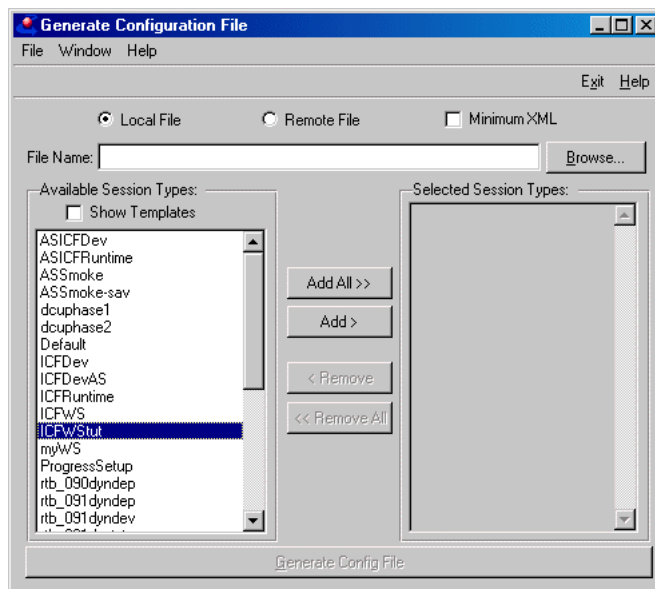 Generate Configuration File
File Window Help
Exit Help
Local File Remote File Minimum XML
File Name: Browse...
Available Session Types: Selected Session Types:
Show Templates
ASICFDev
ASICFRuntime
ASSmoke
ASSmoke-sav
dcuphase1
dcuphase2
Default
ICFDev
ICFDevAS
ICFRuntime
ICFWS
ICFWStut
myWS
ProgressSetup
rtb_090dyndep
rtb_091dyndep
rtb_091dyndev
Add All >>
Add >
< Remove
<< Remove All
Generate Config File